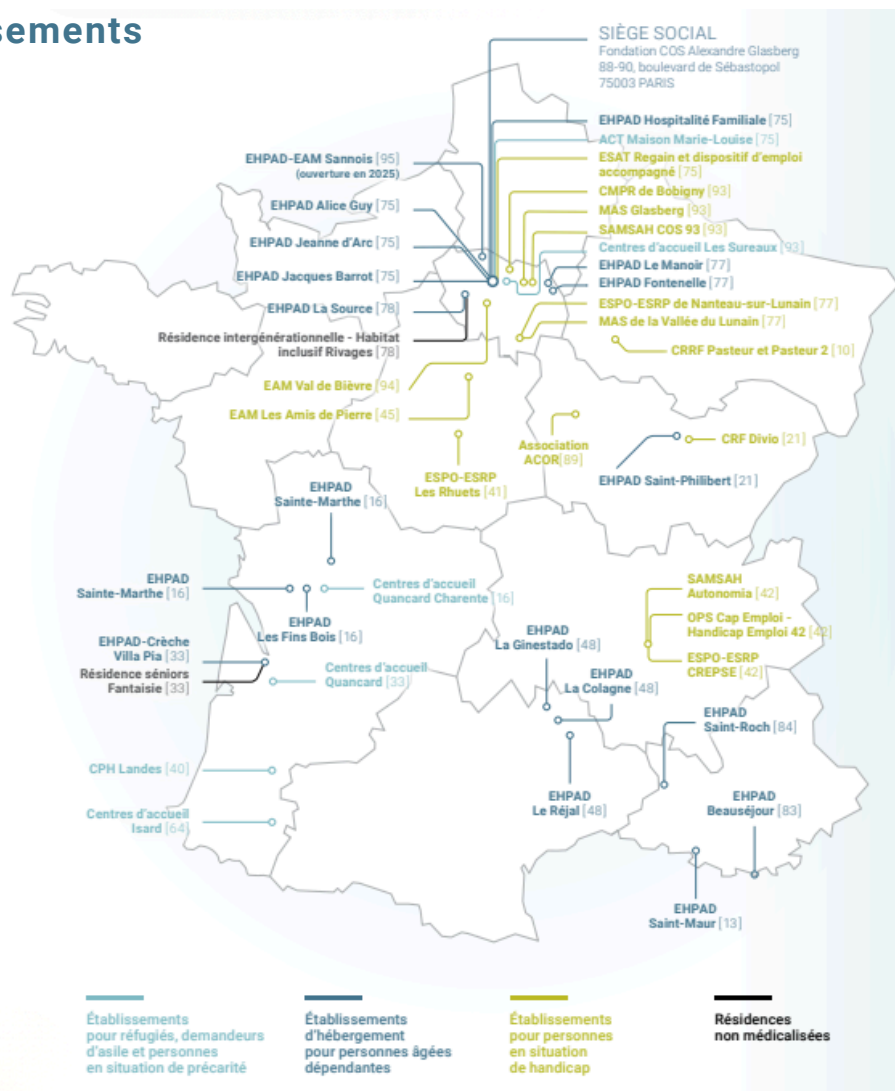 sements
SIÈGE SOCIAL
Fondation COS Alexandre Glasberg
88-90, boulevard de Sébastopol
75003 PARIS
EHPAD Hospitalité Familiale [75]
ACT Maison Marie-Louise [75]
ESAT Regain et dispositif d'emploi
accompagné [75]
CMPR de Bobigny [93]
MAS Glasberg [93]
SAMSAH COS 93 [93]
Centres d'accueil Les Sureaux [93]
EHPAD Le Manoir [77]
EHPAD Fontenelle [77]
ESPO-ESRP de Nanteau-sur-Lunain [77]
MAS de la Vallée du Lunain [77]
CRRF Pasteur et Pasteur 2 [10]
EHPAD-EAM Sannois [95]
(ouverture en 2025)
EHPAD Alice Guy [75]
EHPAD Jeanne d'Arc [75]
EHPAD Jacques Barrot [75]
EHPAD La Source [78]
Résidence intergénérationnelle - Habitat
inclusif Rivages [78]
EAM Val de Bièvre [94]
EAM Les Amis de Pierre [45]
ESPO-ESRP
Les Rhuets [41]
Association
ACOR[89]
CRF Divio [21]
EHPAD Saint-Philibert [21]
EHPAD
Sainte-Marthe [16]
EHPAD
Sainte-Marthe [16]
EHPAD
Les Fins Bois [16]
Centres d'accueil
Quancard Charente [16]
EHPAD-Crèche
Villa Pia [33]
Résidence séniors
Fantaisie [33]
Centres d'accueil
Quancard [33]
CPH Landes [40]
Centres d'accueil
Isard [64]
EHPAD
La Ginestado [48]
EHPAD
La Colagne [48]
EHPAD
Le Réjal [48]
SAMSAH
Autonomia [42]
OPS Cap Emploi -
Handicap Emploi 42 [42]
ESPO-ESRP
CREPSE [42]
EHPAD
Saint-Roch [84]
EHPAD
Beauséjour [83]
EHPAD
Saint-Maur [13]
Établissements
pour réfugiés, demandeurs
d'asile et personnes
en situation de précarité
Établissements
d'hébergement
pour personnes âgées
dépendantes
Établissements
pour personnes
en situation
de handicap
Résidences
non médicalisées